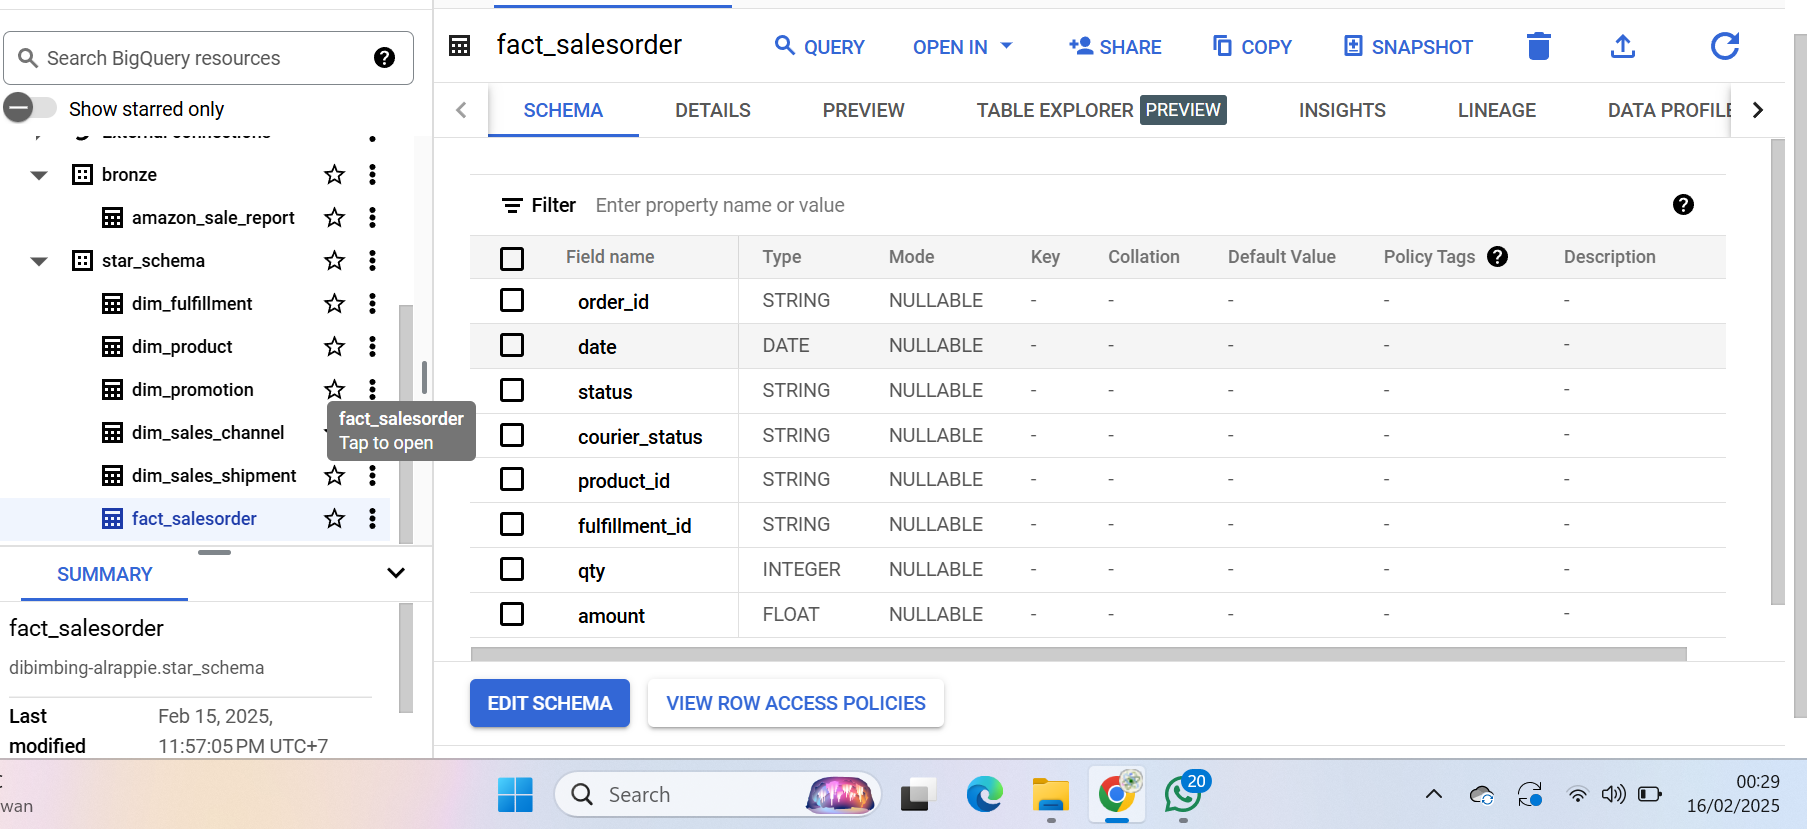 Search BigQuery resources
Show starred only
External connections
bronze
amazon_sale_report
star_schema
dim_fulfillment
dim_product
dim_promotion
dim_sales_channel
dim_sales_shipment
fact_salesorder
fact_salesorder
Tap to open
SUMMARY
fact_salesorder
dibimbing-alrappie.star_schema
Last modified
Feb 15, 2025, 11:57:05 PM UTC+7
fact_salesorder
QUERY
OPEN IN
SHARE
COPY
SNAPSHOT
SCHEMA DETAILS PREVIEW TABLE EXPLORER PREVIEW INSIGHTS LINEAGE DATA PROFILE
Filter Enter property name or value
Field name Type Mode Key Collation Default Value Policy Tags Description
order_id STRING NULLABLE - - - - -
date DATE NULLABLE - - - - -
status STRING NULLABLE - - - - -
courier_status STRING NULLABLE - - - - -
product_id STRING NULLABLE - - - - -
fulfillment_id STRING NULLABLE - - - - -
qty INTEGER NULLABLE - - - - -
amount FLOAT NULLABLE - - - - -
EDIT SCHEMA
VIEW ROW ACCESS POLICIES
wan
Search
20
00:29
16/02/2025